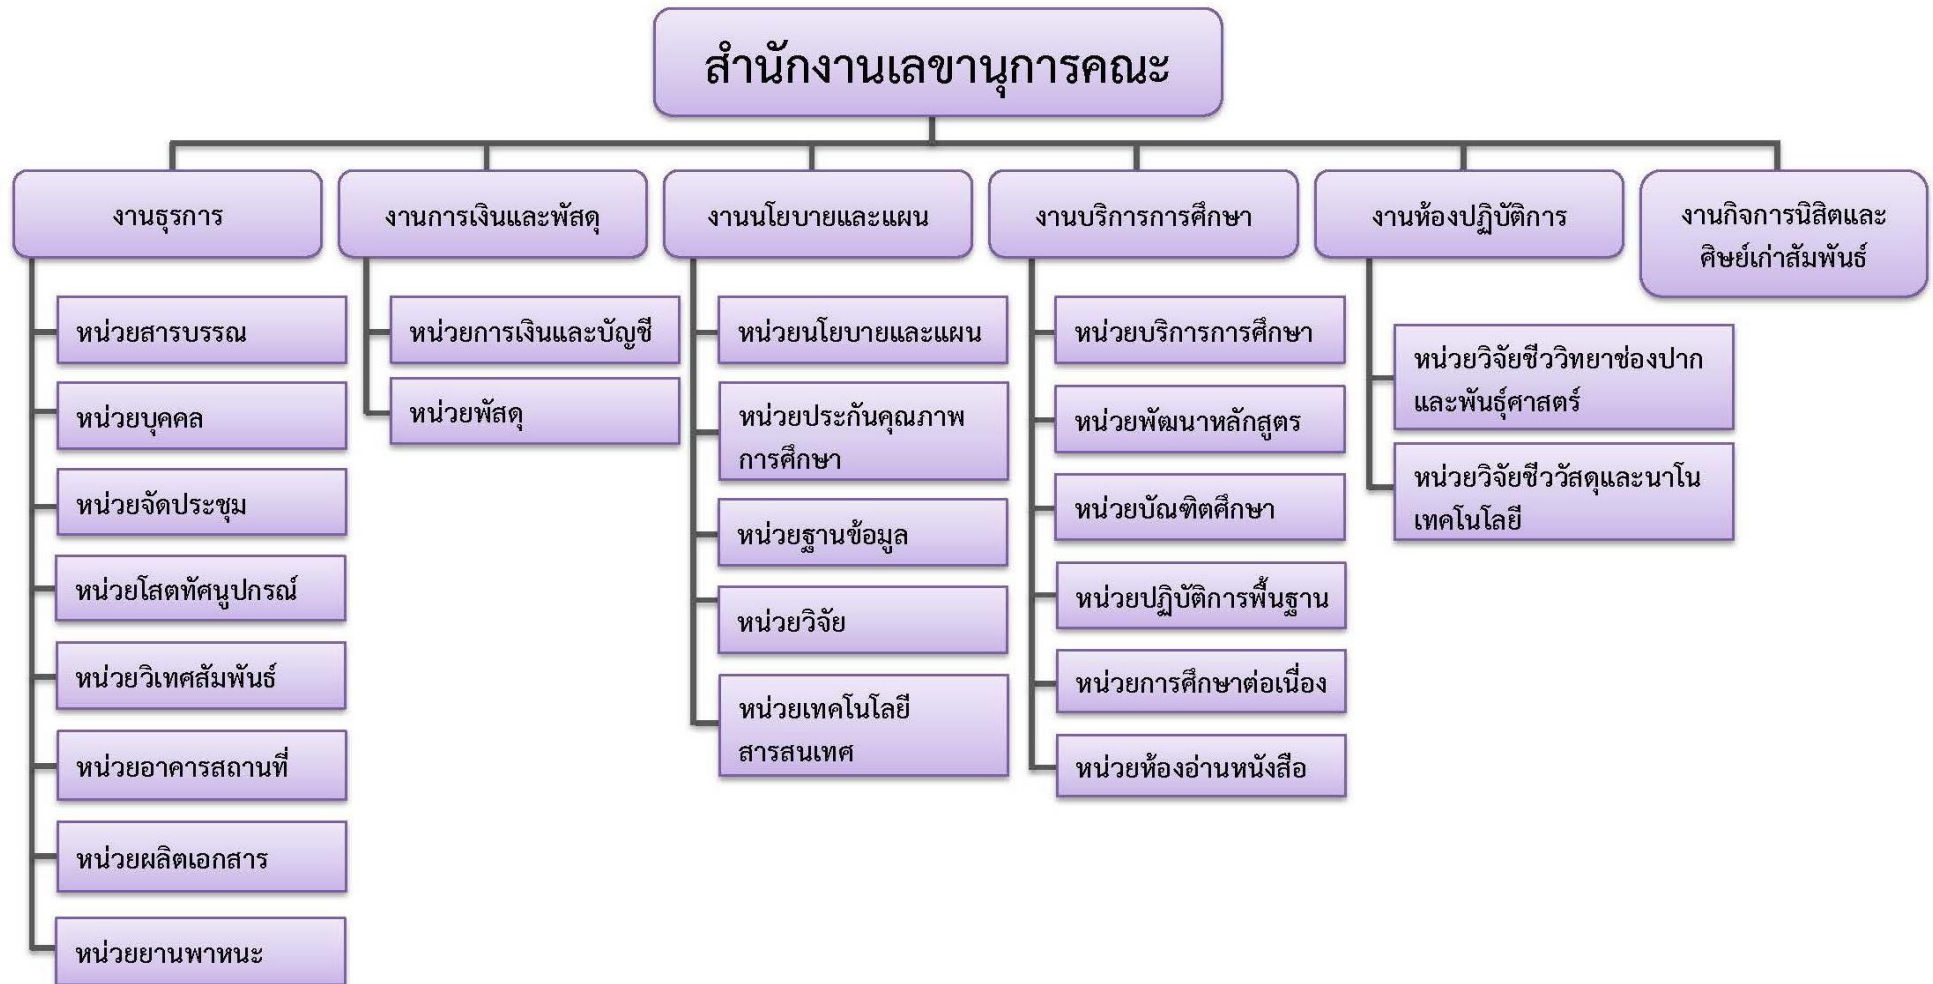 สำนักงานเลขานุการคณะ
งานธุรการ
หน่วยสารบรรณ
หน่วยบุคคล
หน่วยจัดประชุม
หน่วยโสตทัศนูปกรณ์
หน่วยวิเทศสัมพันธ์
หน่วยอาคารสถานที่
หน่วยผลิตเอกสาร
หน่วยยานพาหนะ
งานการเงินและพัสดุ
หน่วยการเงินและบัญชี
หน่วยพัสดุ
งานนโยบายและแผน
หน่วยนโยบายและแผน
หน่วยประกันคุณภาพ
การศึกษา
หน่วยฐานข้อมูล
หน่วยวิจัย
หน่วยเทคโนโลยี
สารสนเทศ
งานบริการการศึกษา
หน่วยบริการการศึกษา
หน่วยพัฒนาหลักสูตร
หน่วยบัณฑิตศึกษา
หน่วยปฏิบัติการพื้นฐาน
หน่วยการศึกษาต่อเนื่อง
หน่วยห้องอ่านหนังสือ
งานห้องปฏิบัติการ
หน่วยวิจัยชีววิทยาช่องปาก
และพันธุ์ศาสตร์
หน่วยวิจัยชีววัสดุและนาโน
เทคโนโลยี
งานกิจการนิสิตและ
ศิษย์เก่าสัมพันธ์